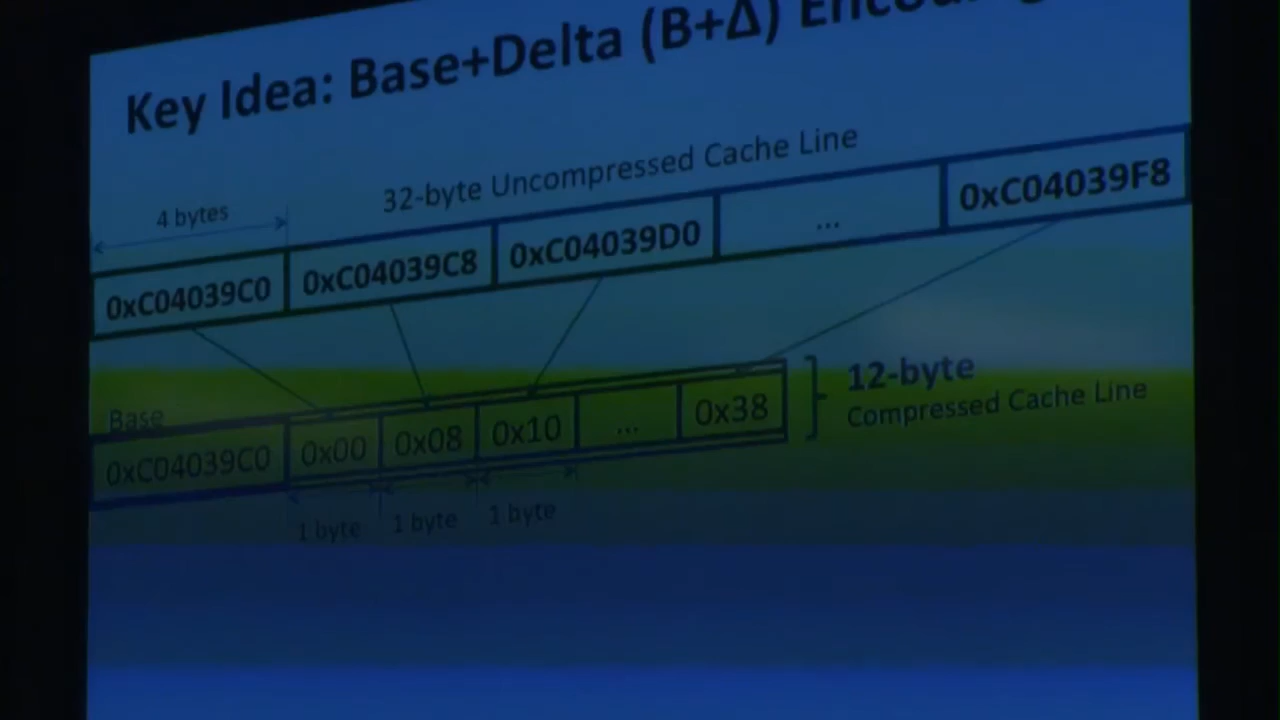 Key Idea: Base+Delta (B+Δ)
32-byte Uncompressed Cache Line
4 bytes
0xC04039C0 0xC04039C8 0xC04039D0 ... 0xC04039F8
Base
0xC04039C0 0x00 0x08 0x10 ... 0x38
12-byte
Compressed Cache Line
1 byte 1 byte 1 byte